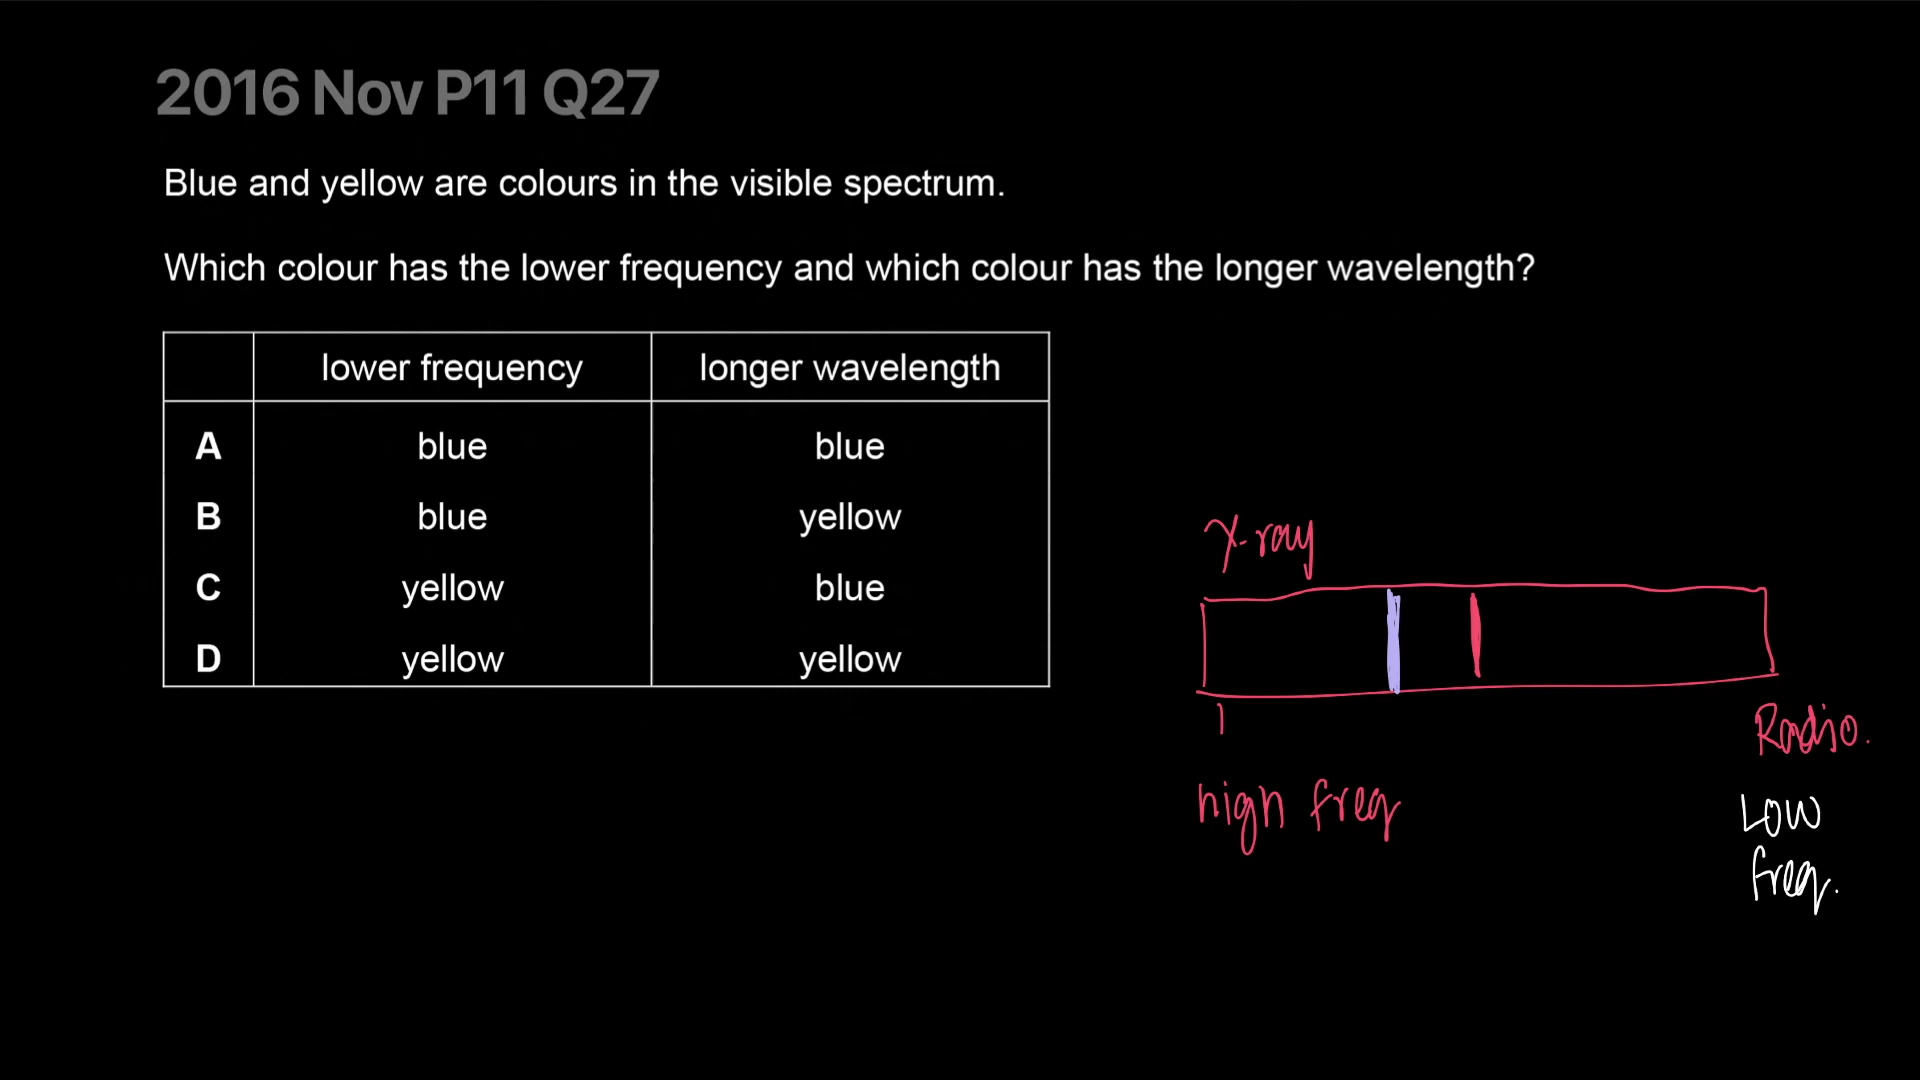 2016 Nov P11 Q27
Blue and yellow are colours in the visible spectrum.
Which colour has the lower frequency and which colour has the longer wavelength?
lower frequency longer wavelength
A blue blue
B blue yellow
C yellow blue
D yellow yellow
X-ray
Radio.
high freq
Low
freq.